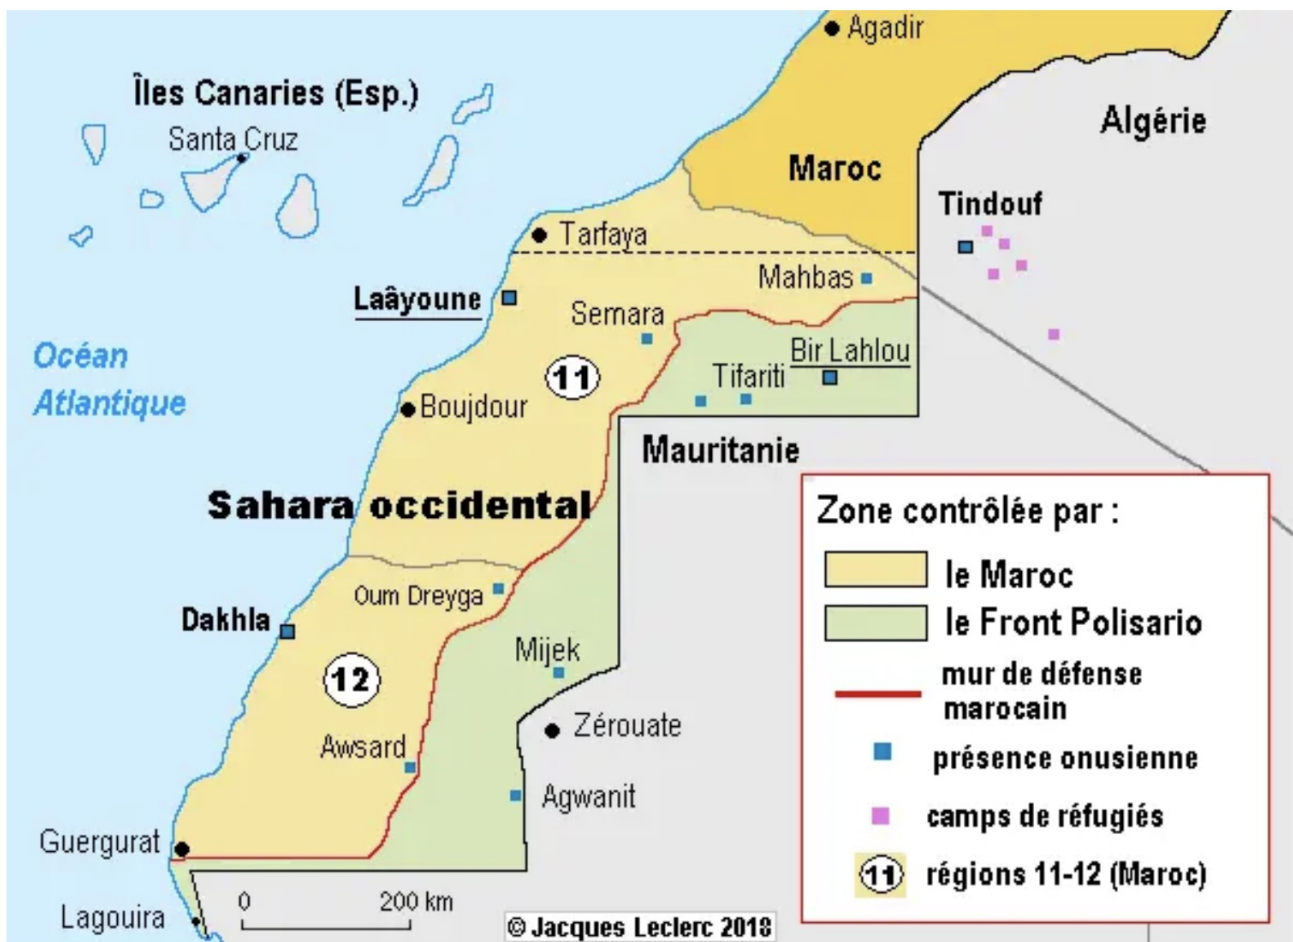 Agadir
Îles Canaries (Esp.)
Santa Cruz
Algérie
Maroc
Tindouf
Tarfaya
Mahbas
Laâyoune
Semara
Océan
Atlantique
Bir Lahlou
Tifariti
11
Boujdour
Mauritanie
Sahara occidental
Oum Dreyga
Dakhla
Mijek
12
Zérouate
Awsard
Agwanit
Guergurat
Lagouira
0 200 km
© Jacques Leclerc 2018
Zone contrôlée par :
le Maroc
le Front Polisario
mur de défense
marocain
présence onusienne
camps de réfugiés
11 régions 11-12 (Maroc)